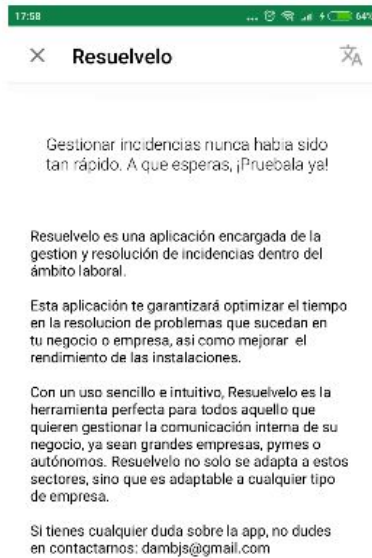 17:58
... 64%
Resuelvelo
Gestionar incidencias nunca habia sido
tan rápido. A que esperas, ¡Pruebala ya!
Resuelvelo es una aplicación encargada de la
gestion y resolución de incidencias dentro del
ámbito laboral.
Esta aplicación te garantizará optimizar el tiempo
en la resolucion de problemas que sucedan en
tu negocio o empresa, asi como mejorar el
rendimiento de las instalaciones.
Con un uso sencillo e intuitivo, Resuelvelo es la
herramienta perfecta para todos aquello que
quieren gestionar la comunicación interna de su
negocio, ya sean grandes empresas, pymes o
autónomos. Resuelvelo no solo se adapta a estos
sectores, sino que es adaptable a cualquier tipo
de empresa.
Si tienes cualquier duda sobre la app, no dudes
en contactarnos: dambjs@gmail.com